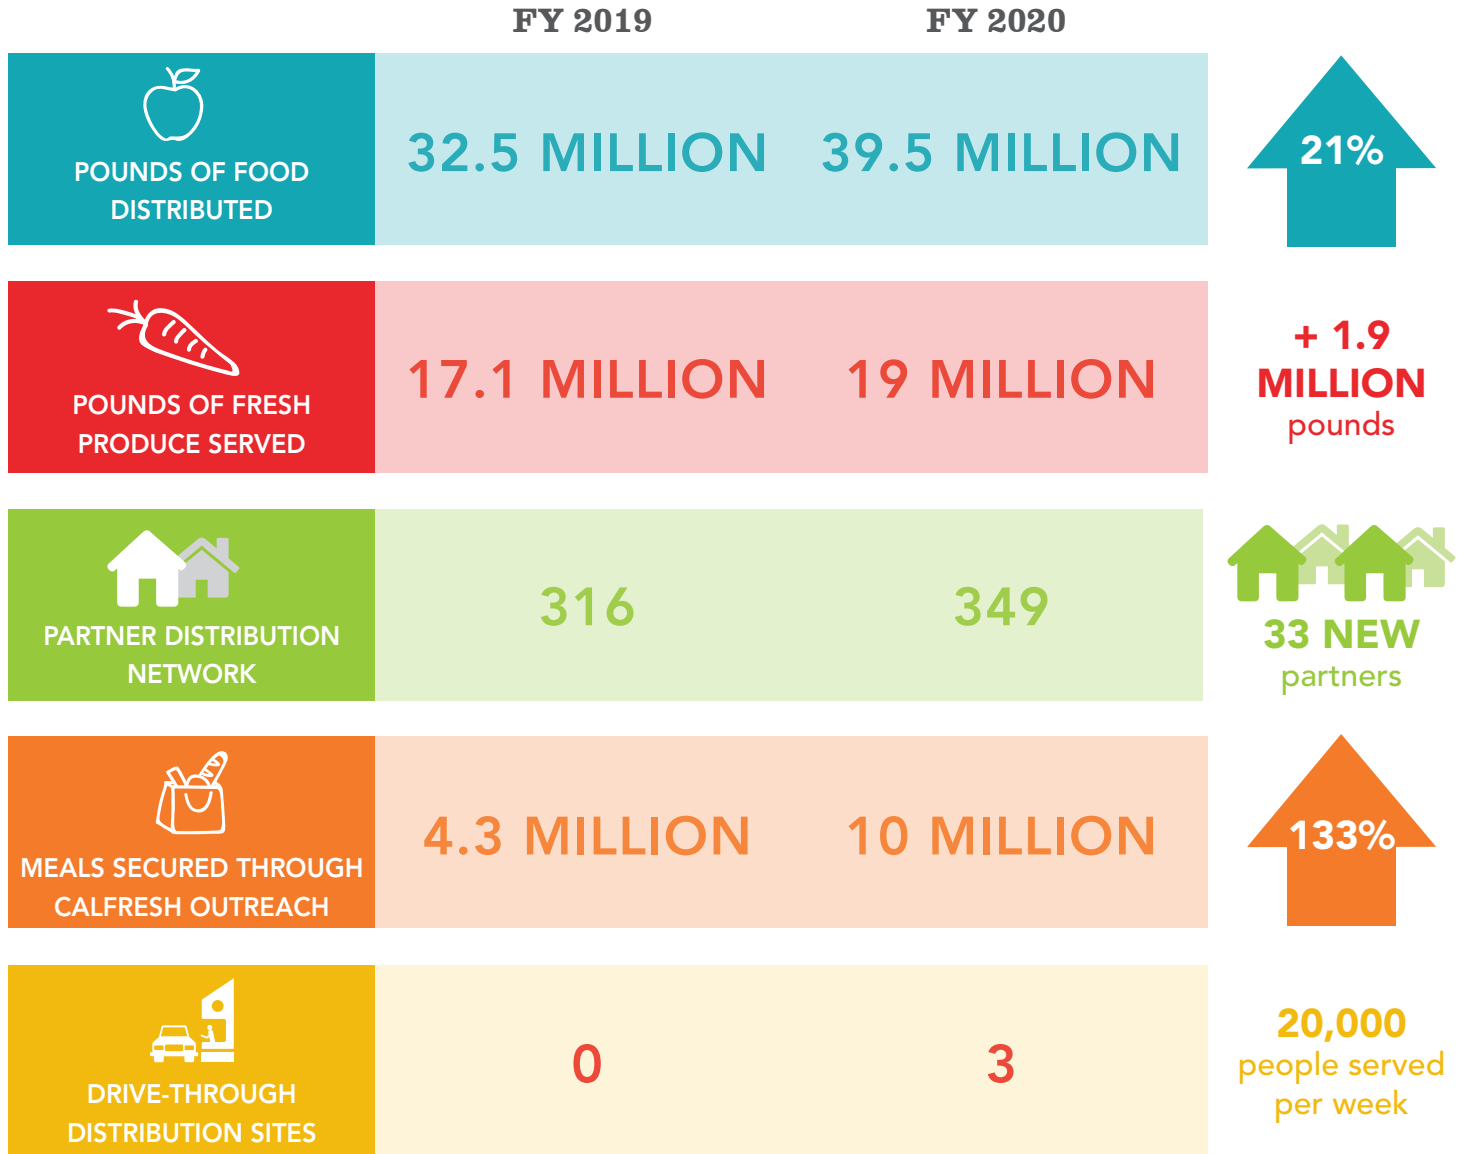 FY 2019 FY 2020
POUNDS OF FOOD
DISTRIBUTED
32.5 MILLION 39.5 MILLION
21%
POUNDS OF FRESH
PRODUCE SERVED
17.1 MILLION 19 MILLION
+ 1.9
MILLION
pounds
PARTNER DISTRIBUTION
NETWORK
316 349
33 NEW
partners
MEALS SECURED THROUGH
CALFRESH OUTREACH
4.3 MILLION 10 MILLION
133%
DRIVE-THROUGH
DISTRIBUTION SITES
0 3
20,000
people served
per week